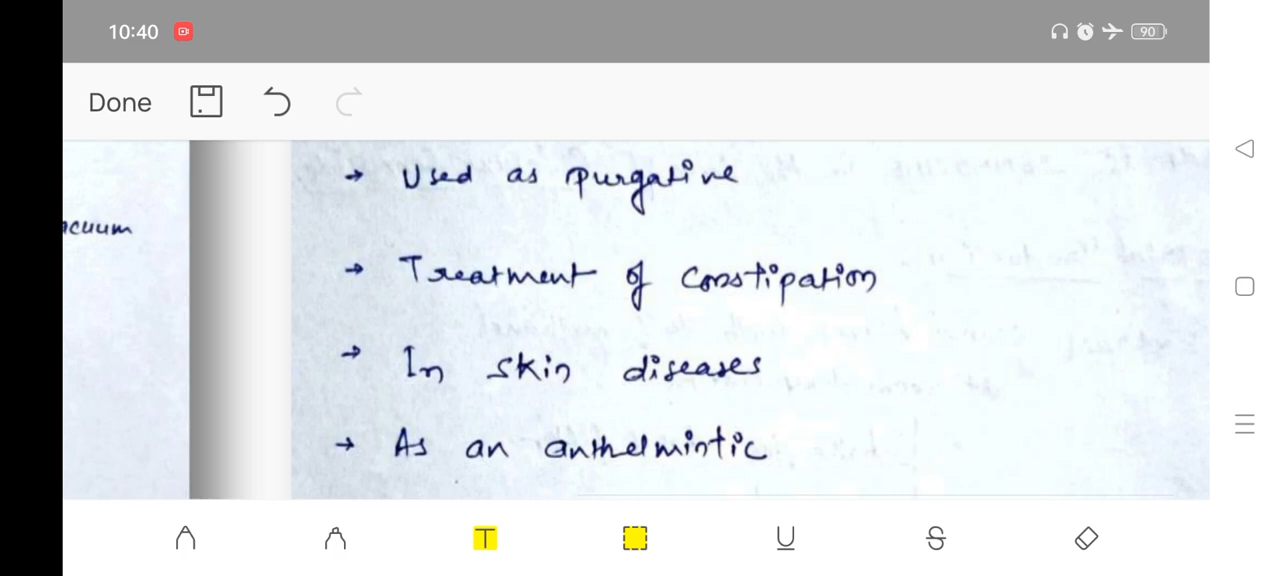 10:40
90
Done
acuum
→ Used as purgative
→ Treatment of Constipation
→ In skin diseases
→ As an anthelmintic
T
U
S